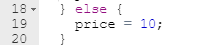 18 } else {
19 price = 10;
20 }